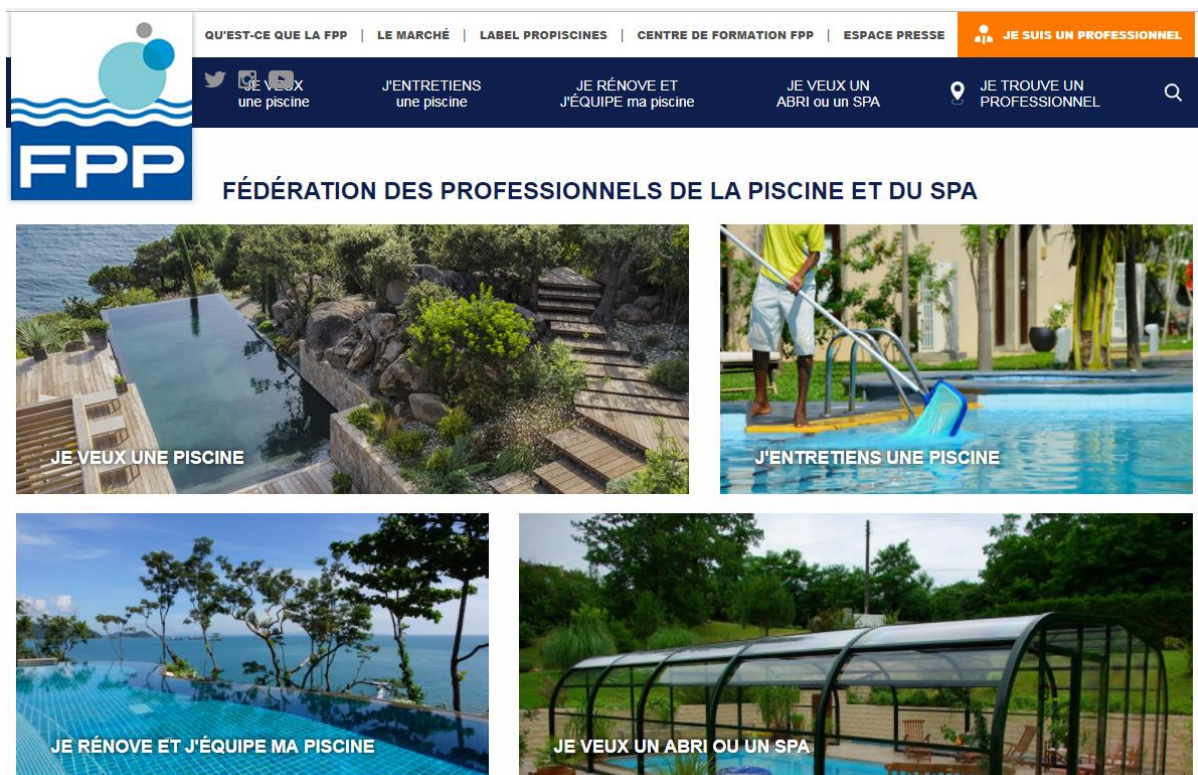 QU'EST-CE QUE LA FPP | LE MARCHÉ | LABEL PROPISCINES | CENTRE DE FORMATION FPP | ESPACE PRESSE
JE SUIS UN PROFESSIONNEL
JE VEUX
une piscine
J'ENTRETIENS
une piscine
JE RÉNOVE ET
J'ÉQUIPE ma piscine
JE VEUX UN
ABRI ou un SPA
JE TROUVE UN
PROFESSIONNEL
FPP
FÉDÉRATION DES PROFESSIONNELS DE LA PISCINE ET DU SPA
JE VEUX UNE PISCINE
J'ENTRETIENS UNE PISCINE
JE RÉNOVE ET J'ÉQUIPE MA PISCINE
JE VEUX UN ABRI OU UN SPA